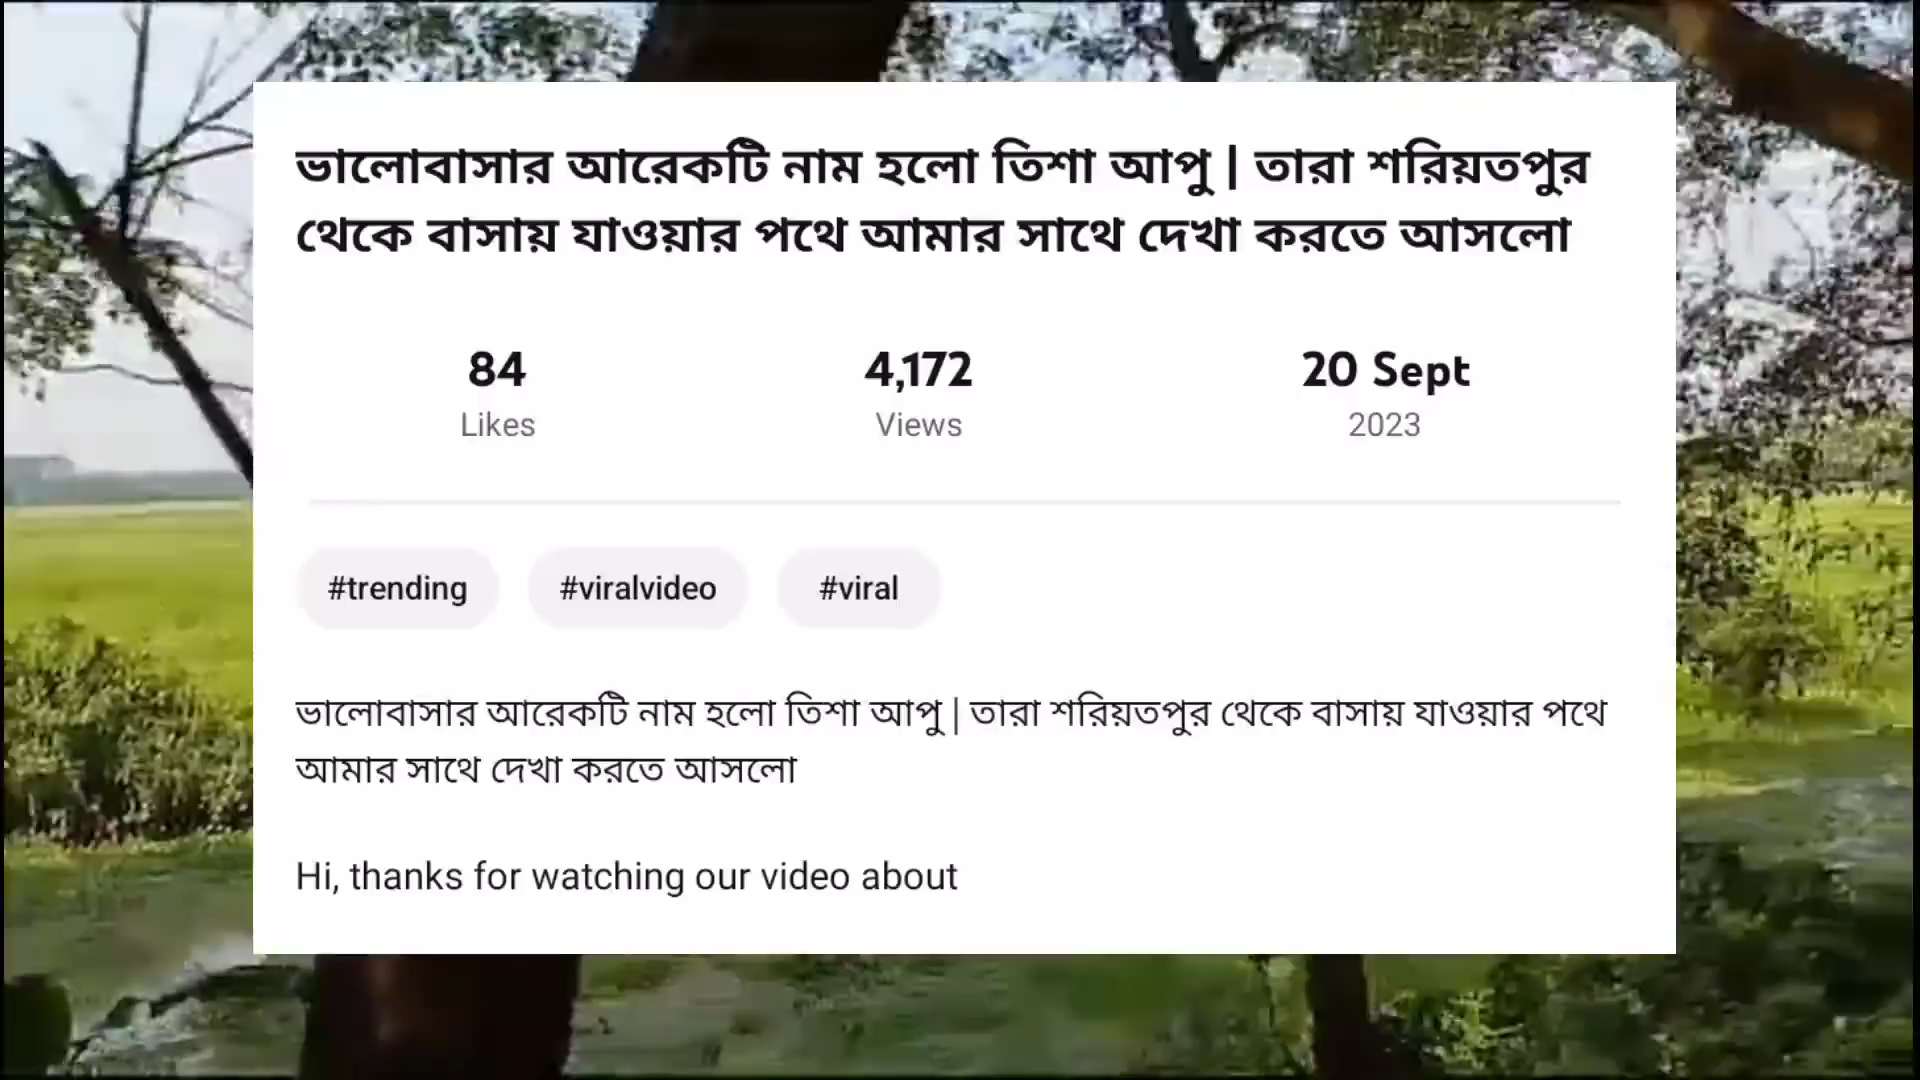 ভালোবাসার আরেকটি নাম হলো তিশা আপু | তারা শরিয়তপুর
থেকে বাসায় যাওয়ার পথে আমার সাথে দেখা করতে আসলো
84 4,172 20 Sept
Likes Views 2023
#trending #viralvideo #viral
ভালোবাসার আরেকটি নাম হলো তিশা আপু | তারা শরিয়তপুর থেকে বাসায় যাওয়ার পথে
আমার সাথে দেখা করতে আসলো
Hi, thanks for watching our video about